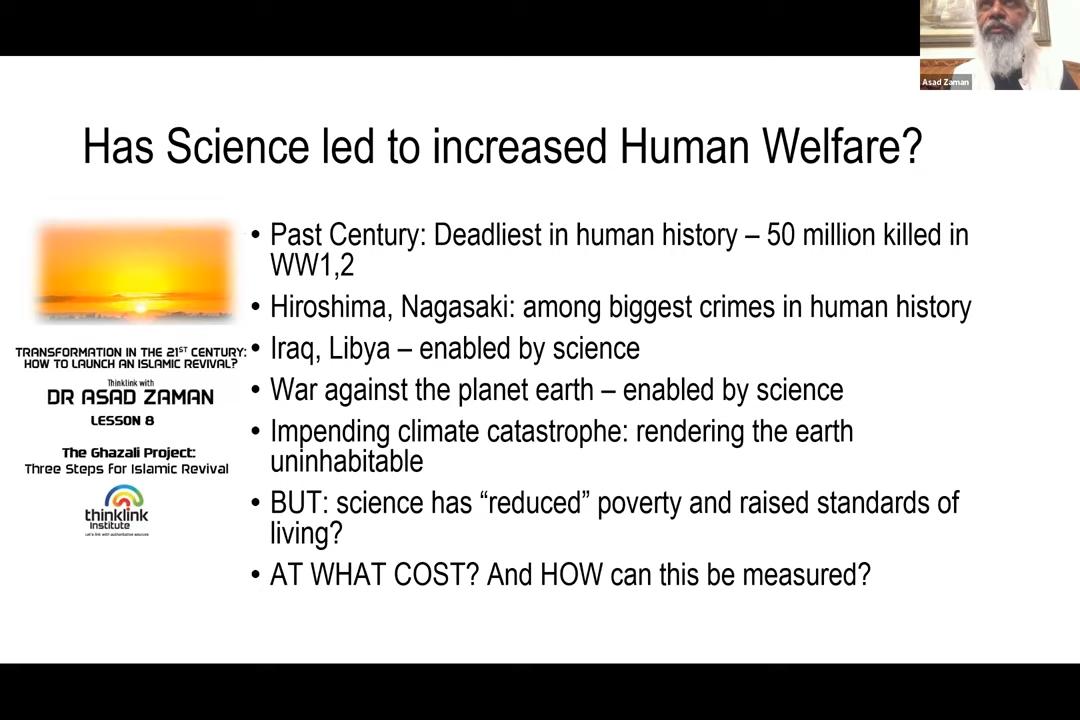 Asad Zaman
Has Science led to increased Human Welfare?
• Past Century: Deadliest in human history – 50 million killed in
WW1,2
• Hiroshima, Nagasaki: among biggest crimes in human history
• Iraq, Libya – enabled by science
• War against the planet earth – enabled by science
• Impending climate catastrophe: rendering the earth
uninhabitable
• BUT: science has “reduced” poverty and raised standards of
living?
• AT WHAT COST? And HOW can this be measured?
TRANSFORMATION IN THE 21ST CENTURY:
HOW TO LAUNCH AN ISLAMIC REVIVAL?
Thinklink with
DR ASAD ZAMAN
LESSON 8
The Ghazali Project:
Three Steps for Islamic Revival
thinklink
institute
Let's link with authoritative sources